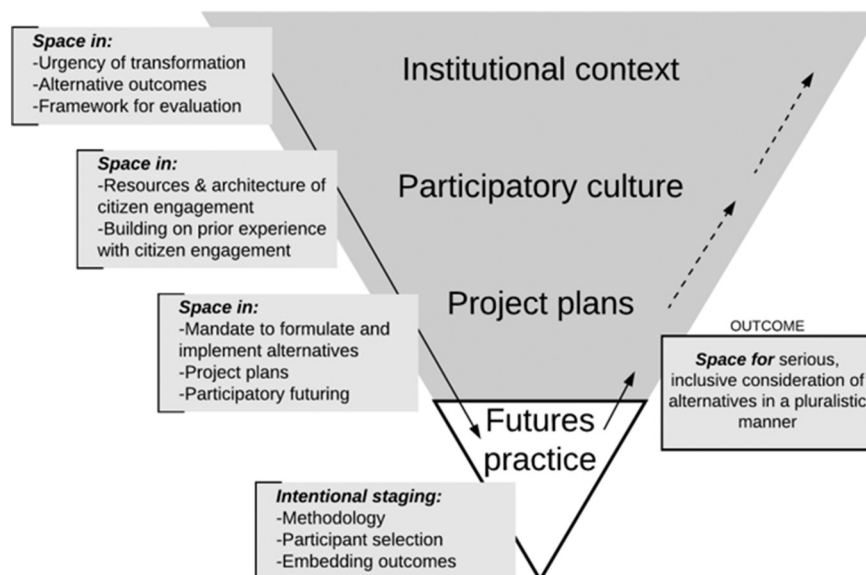 Space in:
-Urgency of transformation
-Alternative outcomes
-Framework for evaluation
Institutional context
Space in:
-Resources & architecture of
citizen engagement
-Building on prior experience
with citizen engagement
Participatory culture
Space in:
-Mandate to formulate and
implement alternatives
-Project plans
-Participatory futuring
Project plans
OUTCOME
Space for serious,
inclusive consideration of
alternatives in a pluralistic
manner
Futures
practice
Intentional staging:
-Methodology
-Participant selection
-Embedding outcomes